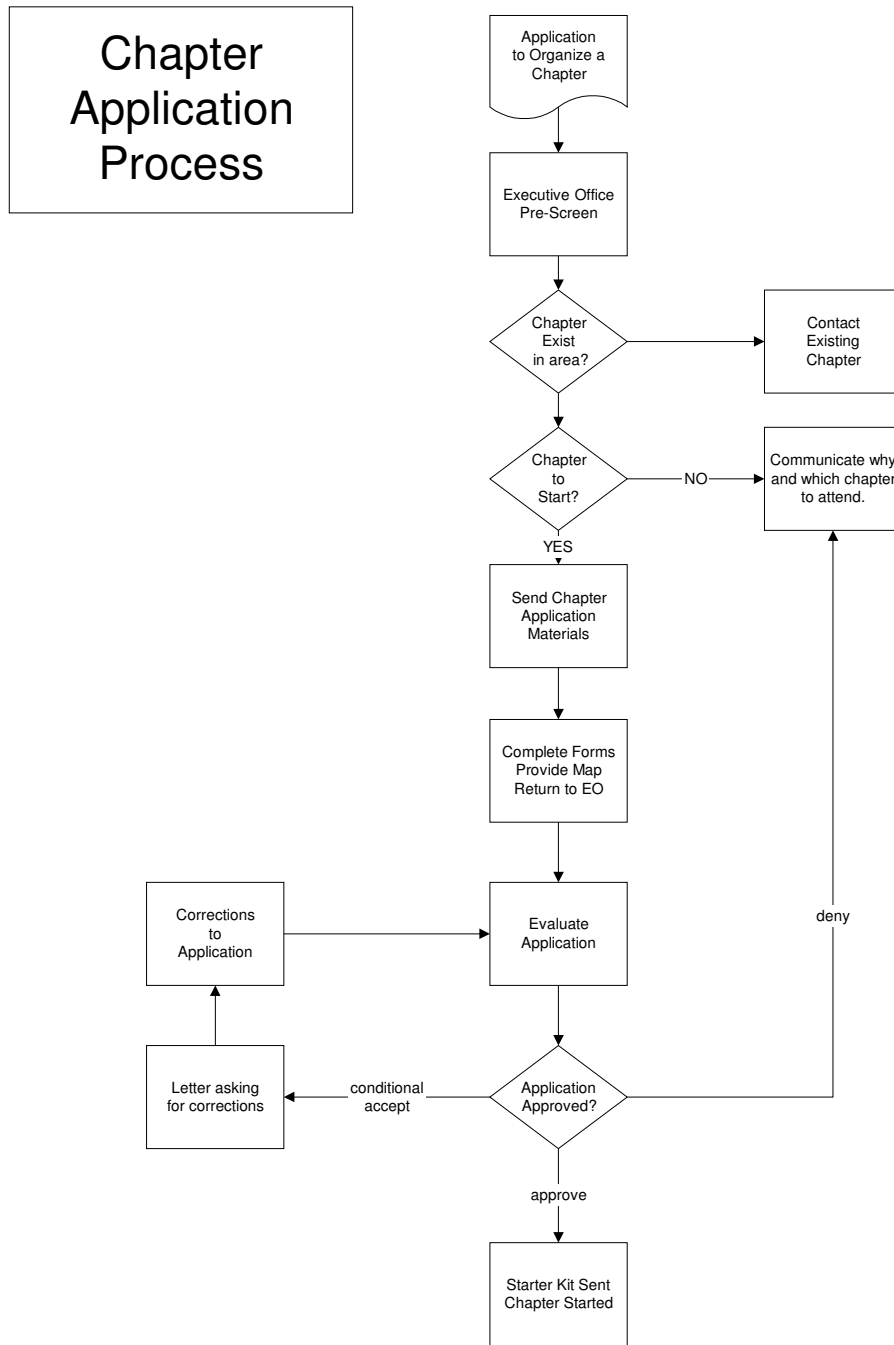 Chapter
Application
Process
Application
to Organize a
Chapter
Executive Office
Pre-Screen
Chapter
Exist
in area?
Contact
Existing
Chapter
Chapter
to
Start?
NO
Communicate why
and which chapter
to attend.
YES
Send Chapter
Application
Materials
Complete Forms
Provide Map
Return to EO
Corrections
to
Application
Evaluate
Application
deny
Letter asking
for corrections
conditional
accept
Application
Approved?
approve
Starter Kit Sent
Chapter Started